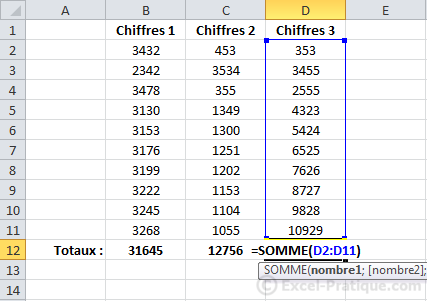 A B C D E
1 Chiffres 1 Chiffres 2 Chiffres 3
2 3432 453 353
3 2342 3534 3455
4 3478 355 2555
5 3130 1349 4323
6 3153 1300 5424
7 3176 1251 6525
8 3199 1202 7626
9 3222 1153 8727
10 3245 1104 9828
11 3268 1055 10929
12 Totaux : 31645 12756 =SOMME(D2:D11)
13 SOMME(nombre1; [nombre2];
14 © Excel-Pratique.com